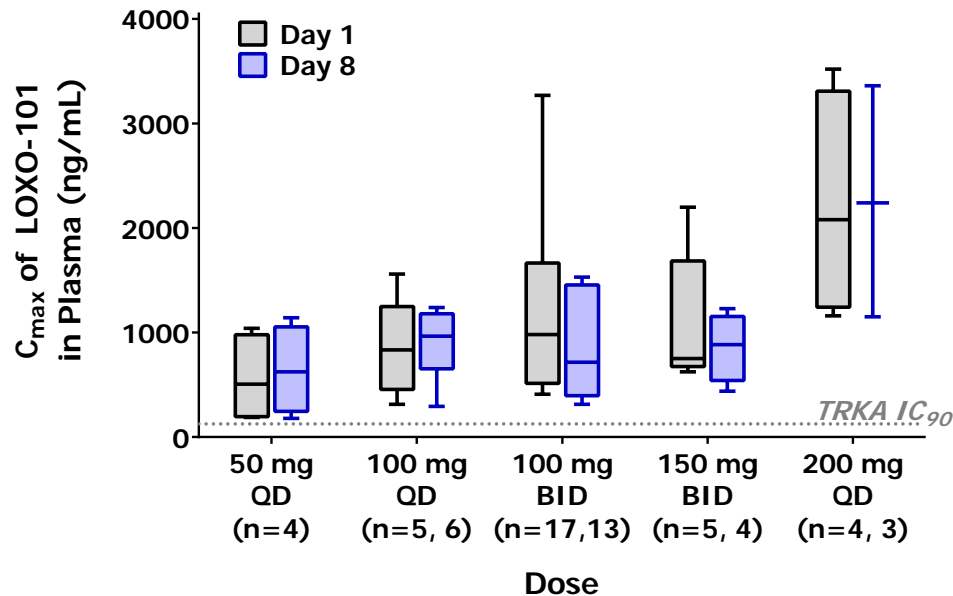 4000
3000
2000
1000
0
Cmax of LOXO-101
in Plasma (ng/mL)
Day 1
Day 8
TRKA IC90
50 mg
QD
(n=4)
100 mg
QD
(n=5, 6)
100 mg
BID
(n=17,13)
150 mg
BID
(n=5, 4)
200 mg
QD
(n=4, 3)
Dose